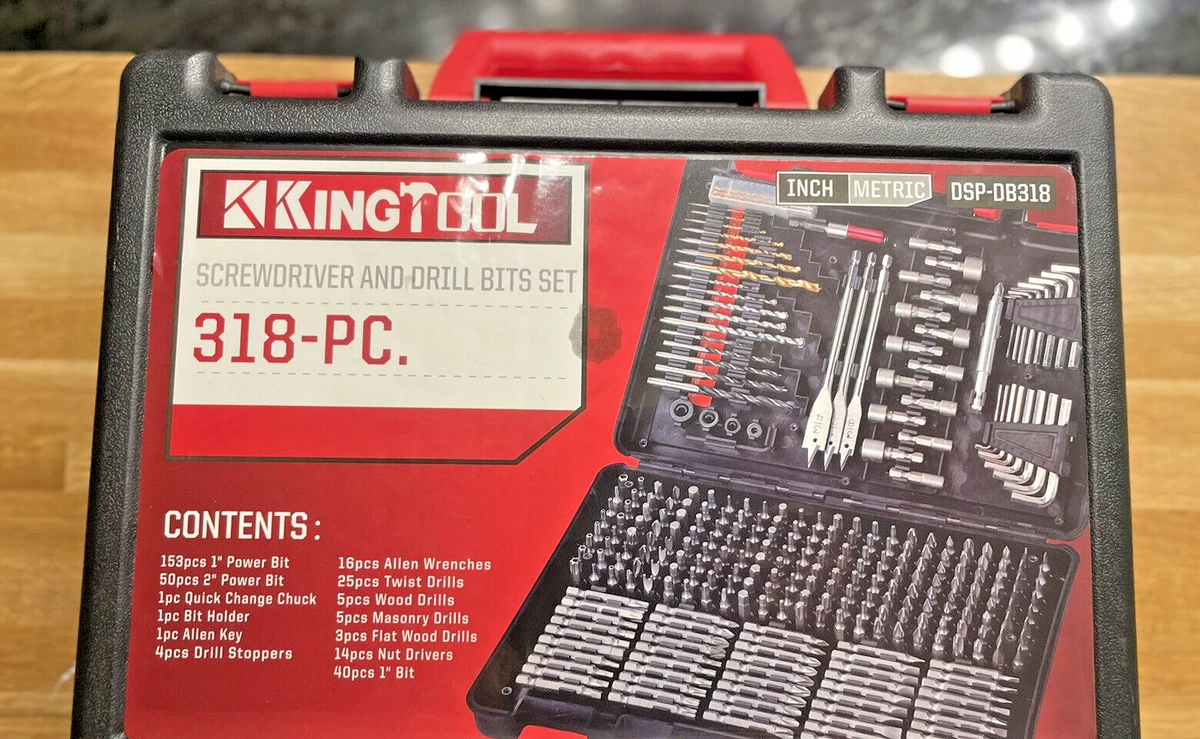 KINGTOOL
SCREWDRIVER AND DRILL BITS SET
318-PC.
INCH METRIC DSP-DB318
CONTENTS:
153pcs 1" Power Bit
50pcs 2" Power Bit
1pc Quick Change Chuck
1pc Bit Holder
1pc Allen Key
4pcs Drill Stoppers
16pcs Allen Wrenches
25pcs Twist Drills
5pcs Wood Drills
5pcs Masonry Drills
3pcs Flat Wood Drills
14pcs Nut Drivers
40pcs 1" Bit